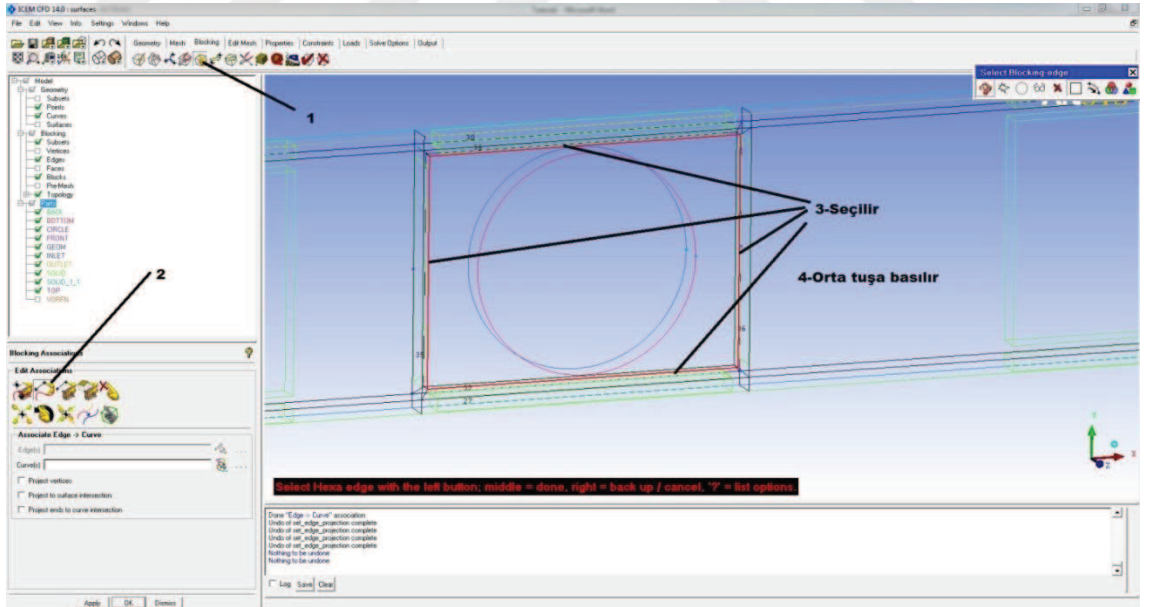 ICEM CFD 14.0 : surfaces
Tutorial - Microsoft Word
File Edit View Info Settings Windows Help
Geometry Mesh Blocking Edit Mesh Properties Constraints Loads Solve Options Output
Select Blocking-edge
1
Model
Geometry
Subsets
Points
Curves
Surfaces
Blocking
Subsets
Vertices
Edges
Faces
Blocks
Pre-Mesh
Topology
Parts
BACK
BOTTOM
CIRCLE
FRONT
GEOM
INLET
OUTLET
SOLID
SOLID_1_1
TOP
VORFN
2
3-Seçilir
4-Orta tuşa basılır
Blocking Associations
Edit Associations
Associate Edge -> Curve
Edge(s)
Curve(s)
Project vertices
Project to surface intersection
Project ends to curve intersection
Y
X
Z
Select Hexa edge with the left button; middle = done, right = back up / cancel, '?' = list options.
Done "Edge -> Curve" association
Undo of set_edge_projection complete
Undo of set_edge_projection complete
Undo of set_edge_projection complete
Undo of set_edge_projection complete
Nothing to be undone
Nothing to be undone
Log Save Clear
Apply OK Dismiss